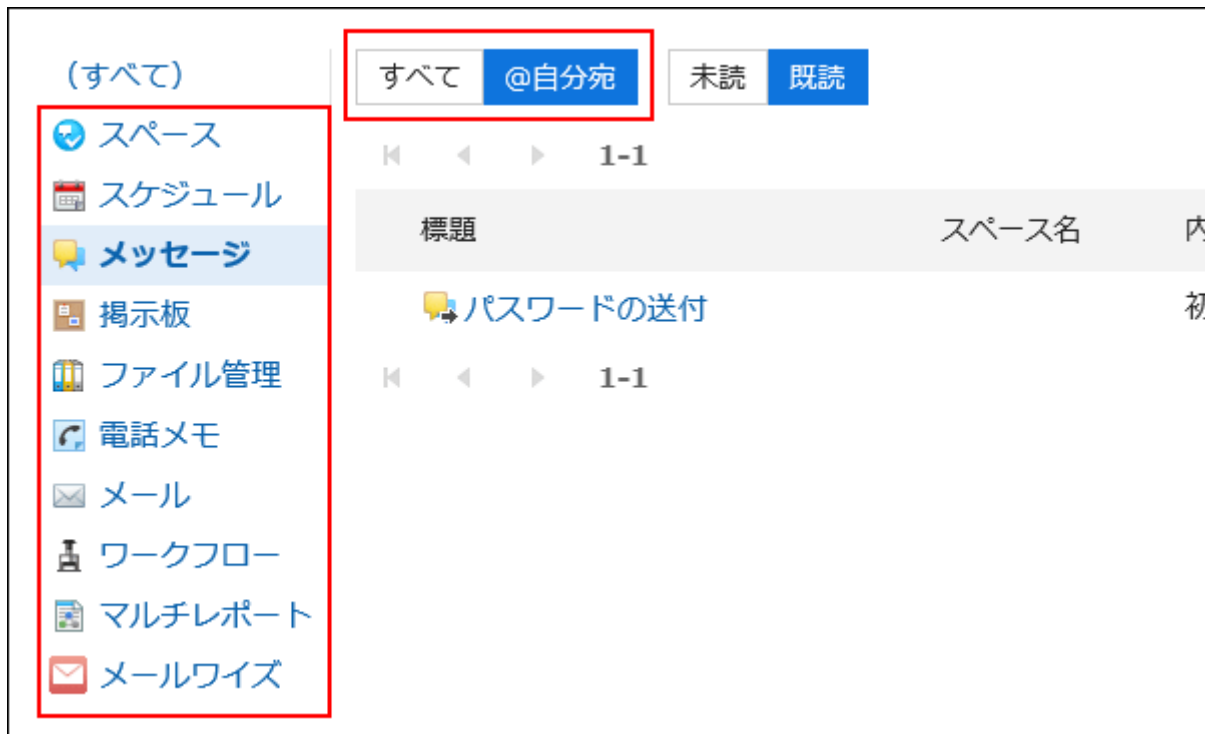 (すべて)
スペース
スケジュール
メッセージ
掲示板
ファイル管理
電話メモ
メール
ワークフロー
マルチレポート
メールワイズ
すべて @自分宛 未読 既読
1-1
標題 スペース名 内
パスワードの送付 初
1-1